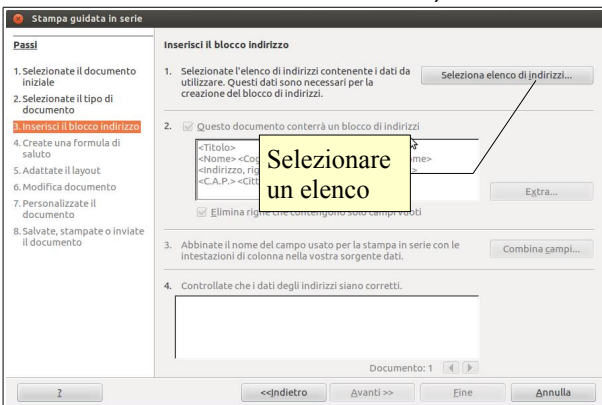 Stampa guidata in serie
Passi
1. Selezionate il documento
iniziale
2. Selezionate il tipo di
documento
3. Inserisci il blocco indirizzo
4. Create una formula di
saluto
5. Adattate il layout
6. Modifica documento
7. Personalizzate il
documento
8. Salvate, stampate o inviate
il documento
Inserisci il blocco indirizzo
1. Selezionate l'elenco di indirizzi contenente i dati da
utilizzare. Questi dati sono necessari per la
creazione del blocco di indirizzi.
Seleziona elenco di indirizzi...
2. Questo documento conterrà un blocco di indirizzi
<Titolo>
<Nome>
<Indirizzo,
<C.A.P.>
Selezionare
un elenco
Extra...
Elimina righe che contengono solo campi vuoti
3. Abbinate il nome del campo usato per la stampa in serie con le
intestazioni di colonna nella vostra sorgente dati.
Combina campi...
4. Controllate che i dati degli indirizzi siano corretti.
Documento: 1
?
<<Indietro
Avanti >>
Fine
Annulla